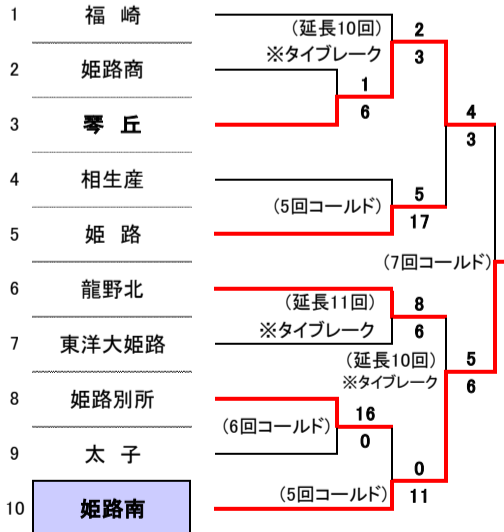 1 福崎
(延長10回)
※タイブレーク
2
3
2 姫路商
1
6
3 琴丘
4
3
4 相生産
(5回コールド)
5
17
5 姫路
(7回コールド)
6 龍野北
(延長11回)
※タイブレーク
8
6
7 東洋大姫路
(延長10回)
※タイブレーク
5
6
8 姫路別所
(6回コールド)
16
0
9 太子
(5回コールド)
0
11
10 姫路南